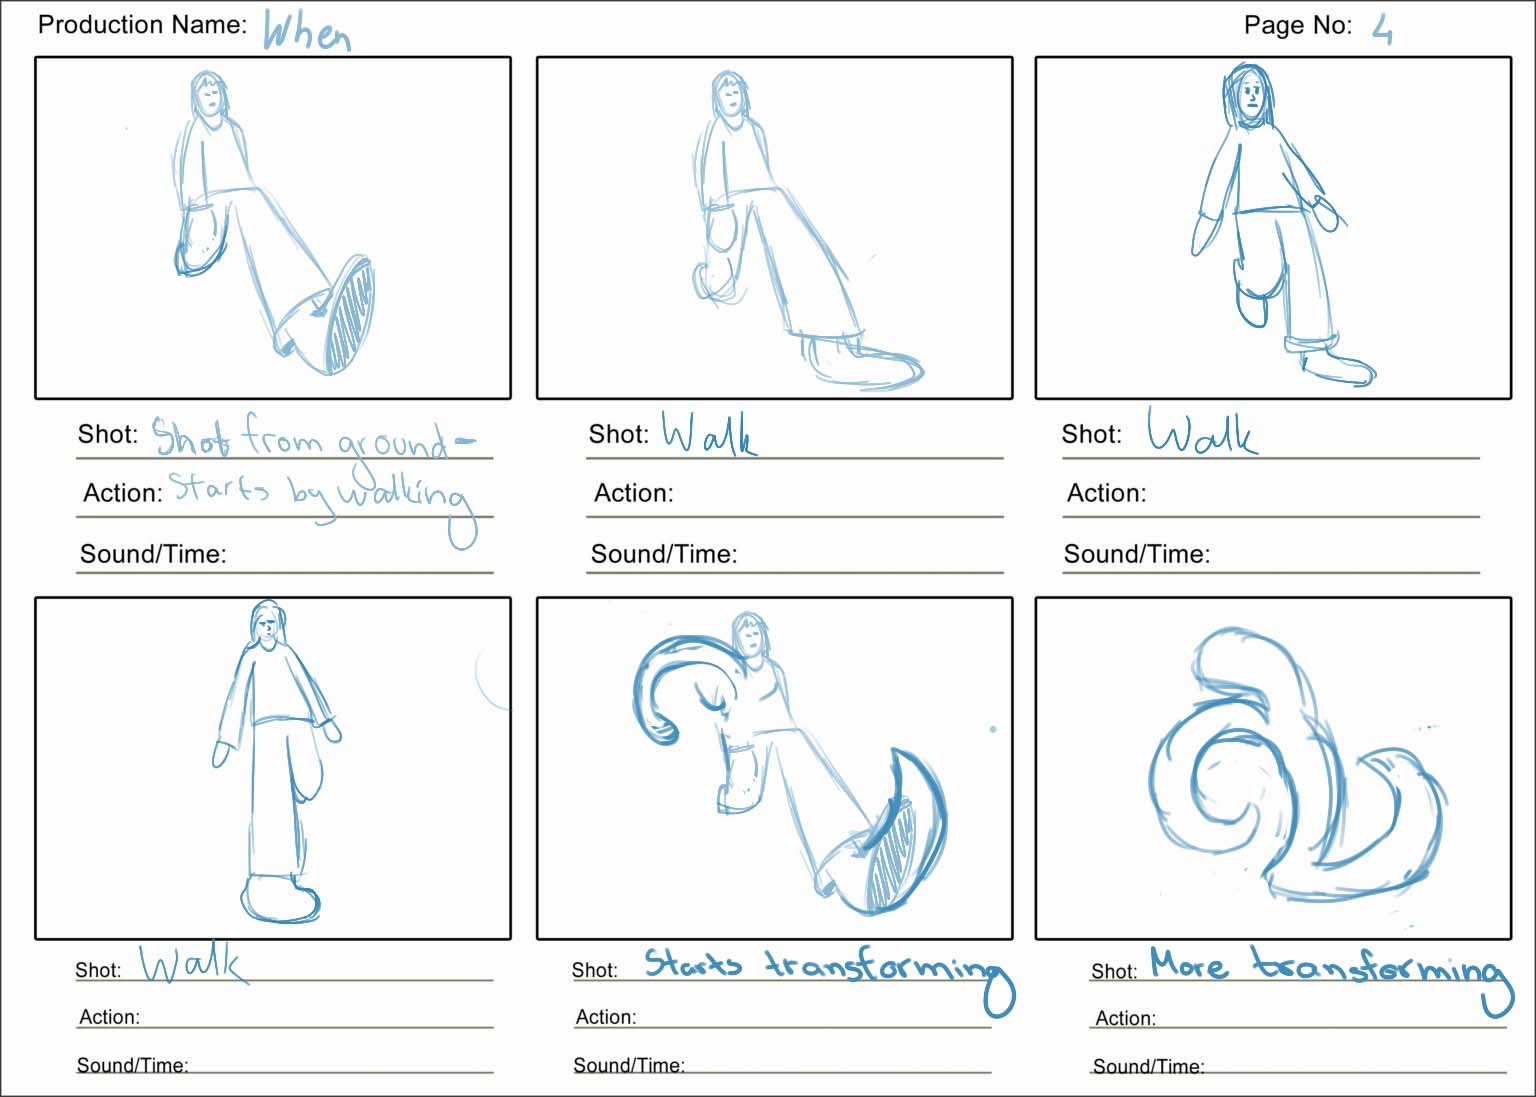 Production Name: When
Page No: 4
Shot: Shot from ground-
Action: Starts by walking
Sound/Time:
Shot: Walk
Action:
Sound/Time:
Shot: Walk
Action:
Sound/Time:
Shot: Walk
Action:
Sound/Time:
Shot: Starts transforming
Action:
Sound/Time:
Shot: More transforming
Action:
Sound/Time: